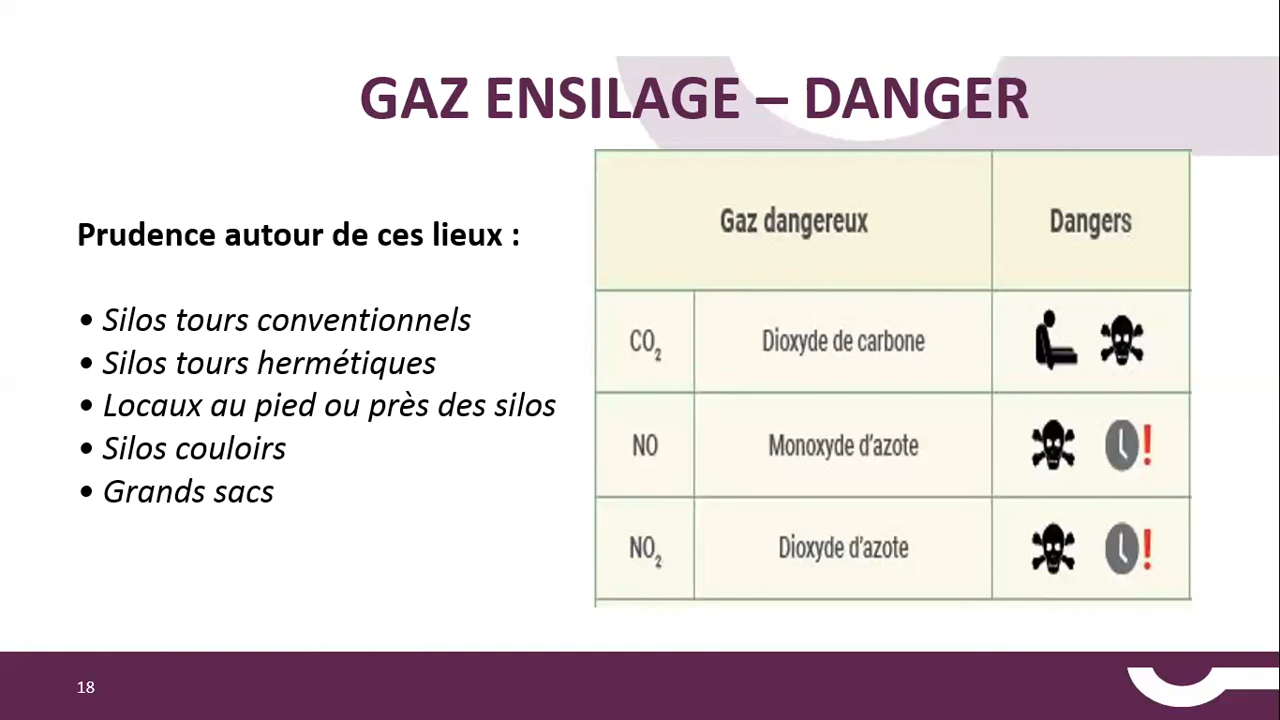 GAZ ENSILAGE – DANGER
Prudence autour de ces lieux :
• Silos tours conventionnels
• Silos tours hermétiques
• Locaux au pied ou près des silos
• Silos couloirs
• Grands sacs
Gaz dangereux Dangers
CO₂ Dioxyde de carbone
NO Monoxyde d'azote !
NO₂ Dioxyde d'azote !
18